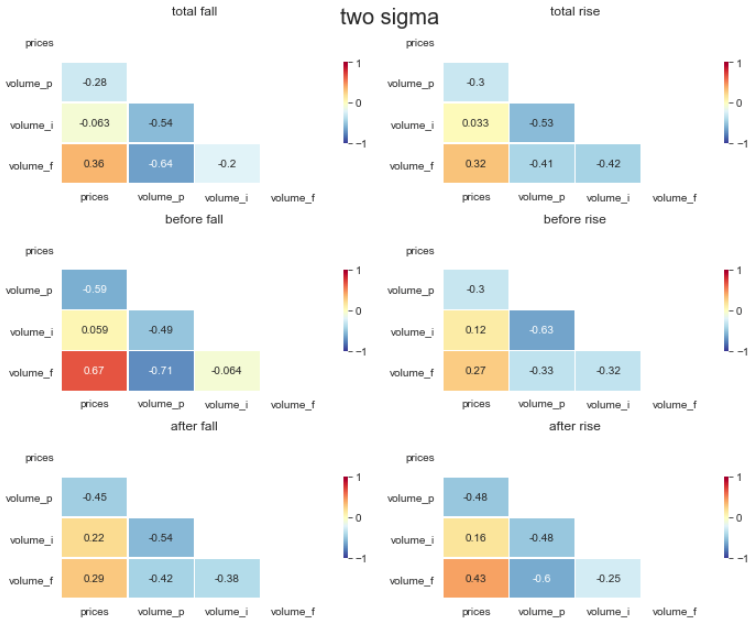 two sigma
total fall
prices
volume_p
volume_i
volume_f
-0.28
-0.063 -0.54
0.36 -0.64 -0.2
prices volume_p volume_i volume_f
1
0
−1
total rise
prices
volume_p
volume_i
volume_f
-0.3
0.033 -0.53
0.32 -0.41 -0.42
prices volume_p volume_i volume_f
1
0
−1
before fall
prices
volume_p
volume_i
volume_f
-0.59
0.059 -0.49
0.67 -0.71 -0.064
prices volume_p volume_i volume_f
1
0
−1
before rise
prices
volume_p
volume_i
volume_f
-0.3
0.12 -0.63
0.27 -0.33 -0.32
prices volume_p volume_i volume_f
1
0
−1
after fall
prices
volume_p
volume_i
volume_f
-0.45
0.22 -0.54
0.29 -0.42 -0.38
prices volume_p volume_i volume_f
1
0
−1
after rise
prices
volume_p
volume_i
volume_f
-0.48
0.16 -0.48
0.43 -0.6 -0.25
prices volume_p volume_i volume_f
1
0
−1